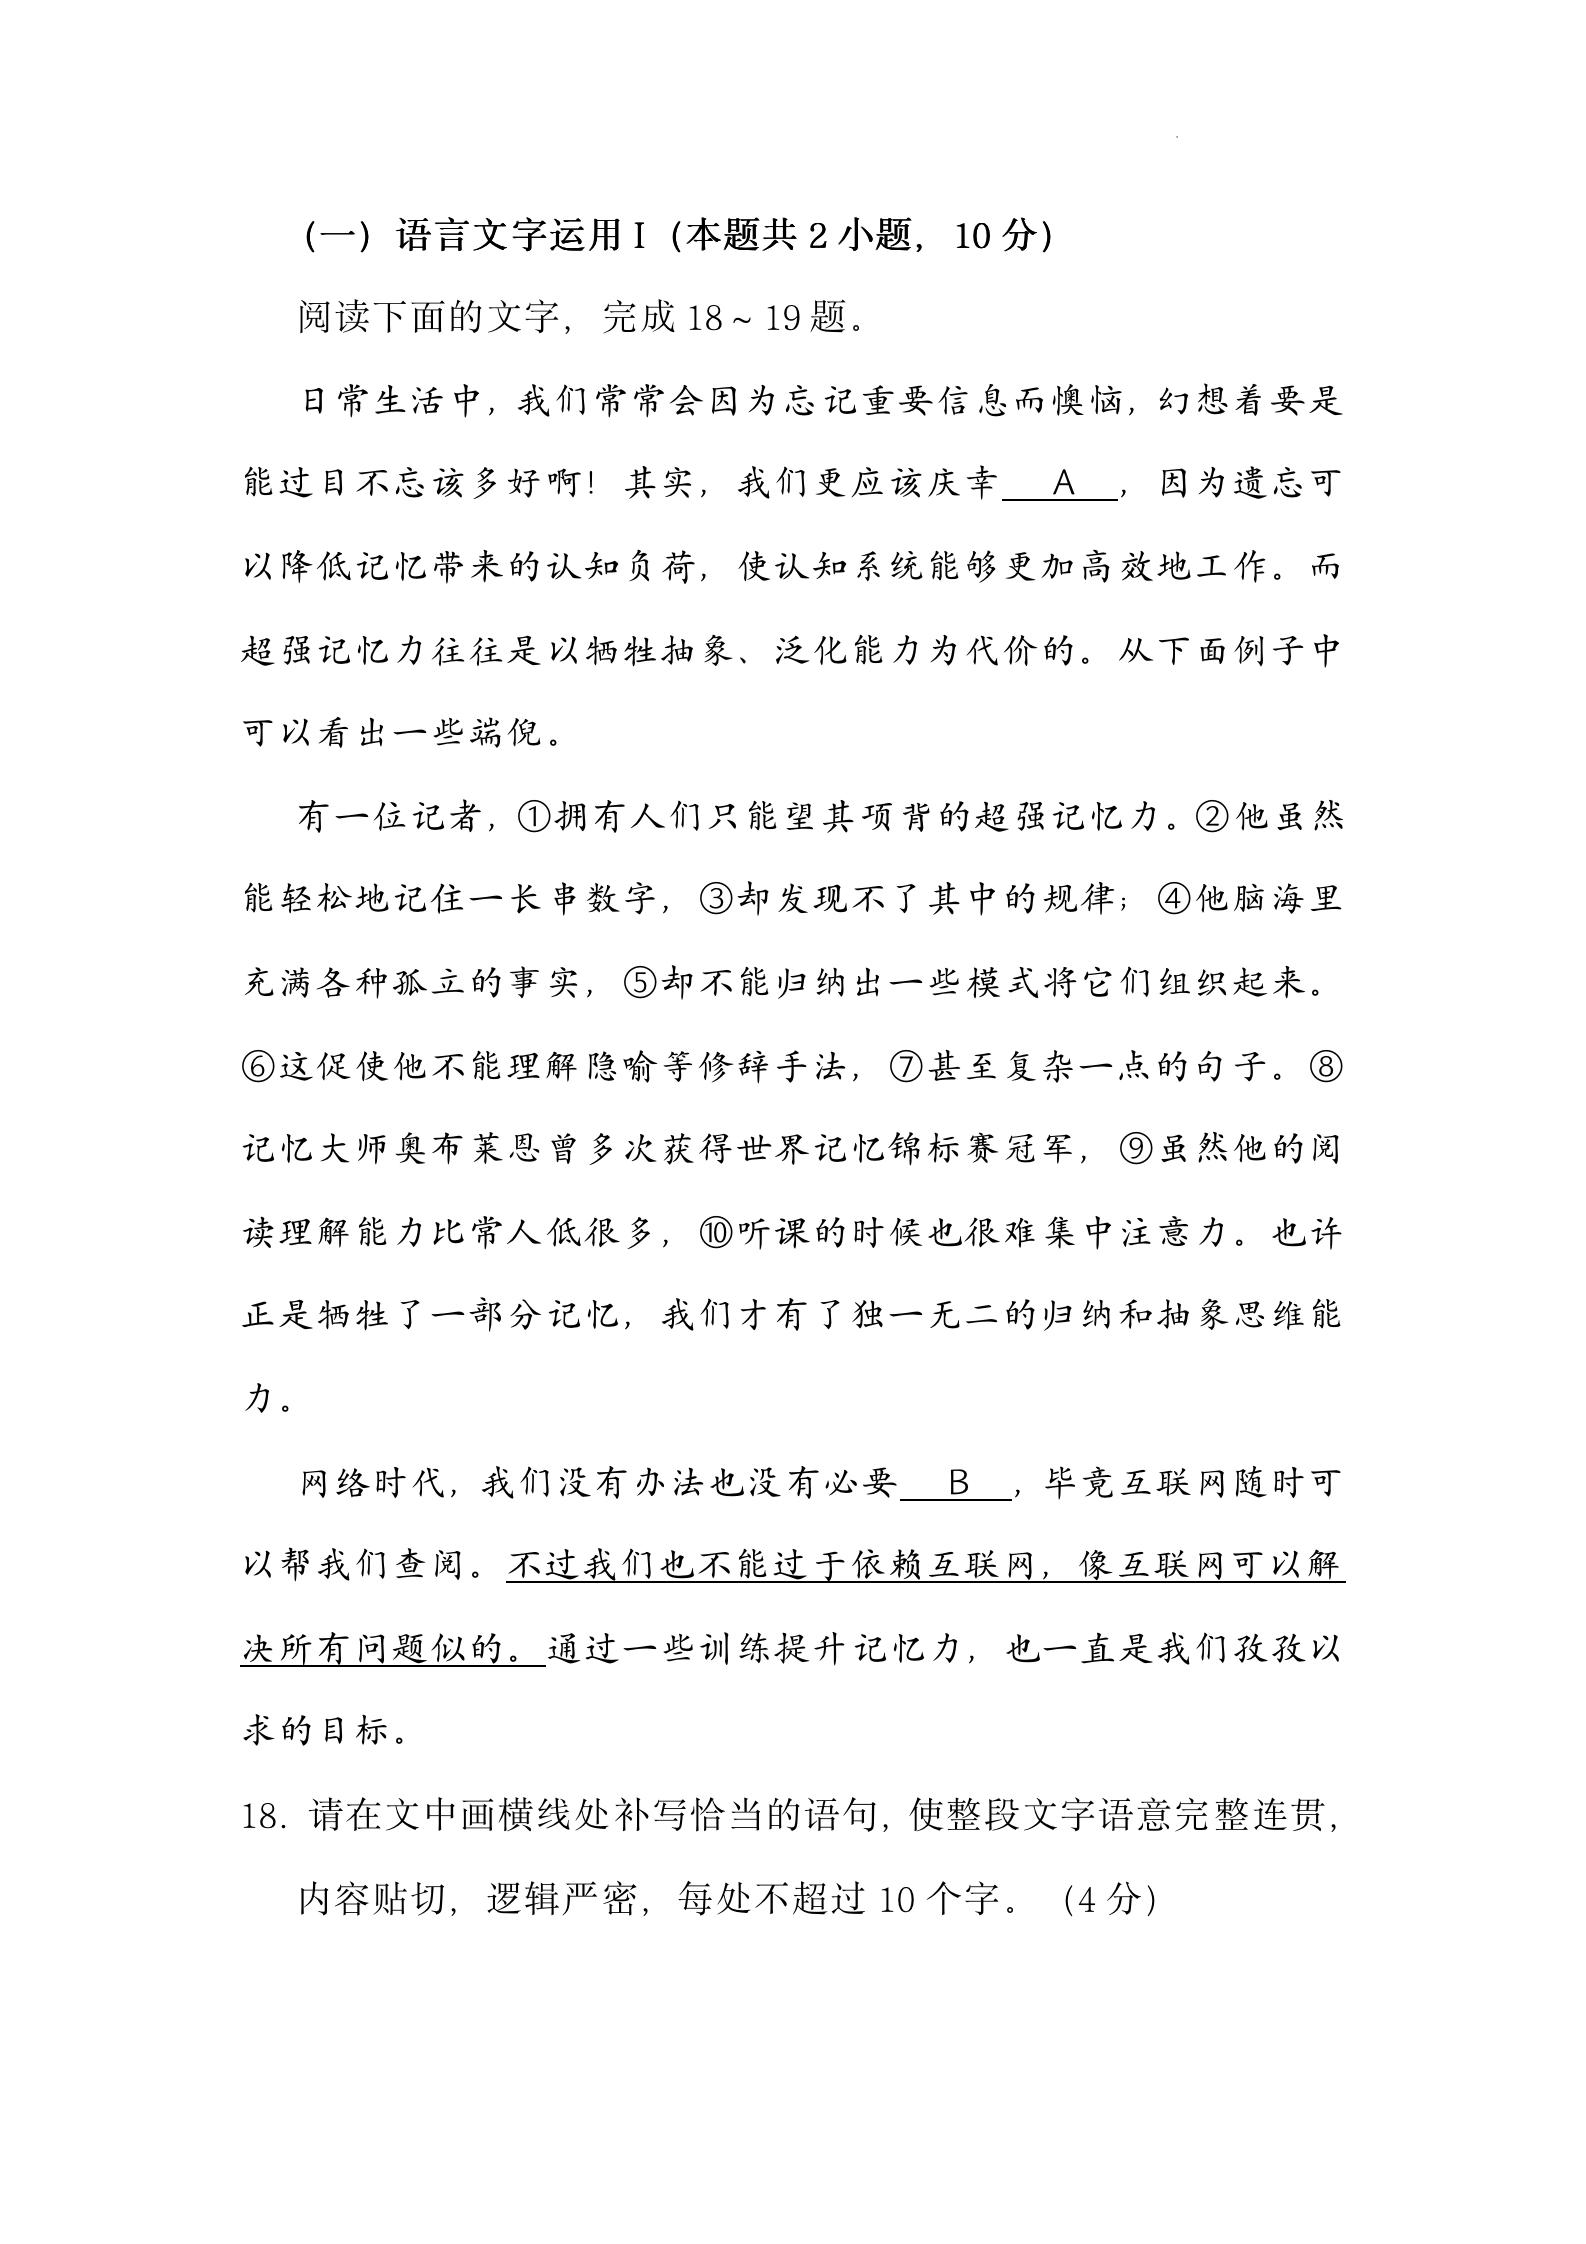 （一）语言文字运用 I（本题共 2 小题，10 分）
阅读下面的文字，完成 18～19 题。
日常生活中，我们常常会因为忘记重要信息而懊恼，幻想着要是
能过目不忘该多好啊！其实，我们更应该庆幸 A ，因为遗忘可
以降低记忆带来的认知负荷，使认知系统能够更加高效地工作。而
超强记忆力往往是以牺牲抽象、泛化能力为代价的。从下面例子中
可以看出一些端倪。
有一位记者，①拥有人们只能望其项背的超强记忆力。②他虽然
能轻松地记住一长串数字，③却发现不了其中的规律；④他脑海里
充满各种孤立的事实，⑤却不能归纳出一些模式将它们组织起来。
⑥这促使他不能理解隐喻等修辞手法，⑦甚至复杂一点的句子。⑧
记忆大师奥布莱恩曾多次获得世界记忆锦标赛冠军，⑨虽然他的阅
读理解能力比常人低很多，⑩听课的时候也很难集中注意力。也许
正是牺牲了一部分记忆，我们才有了独一无二的归纳和抽象思维能
力。
网络时代，我们没有办法也没有必要 B ，毕竟互联网随时可
以帮我们查阅。不过我们也不能过于依赖互联网，像互联网可以解
决所有问题似的。通过一些训练提升记忆力，也一直是我们孜孜以
求的目标。
18. 请在文中画横线处补写恰当的语句，使整段文字语意完整连贯，
内容贴切，逻辑严密，每处不超过 10 个字。（4 分）